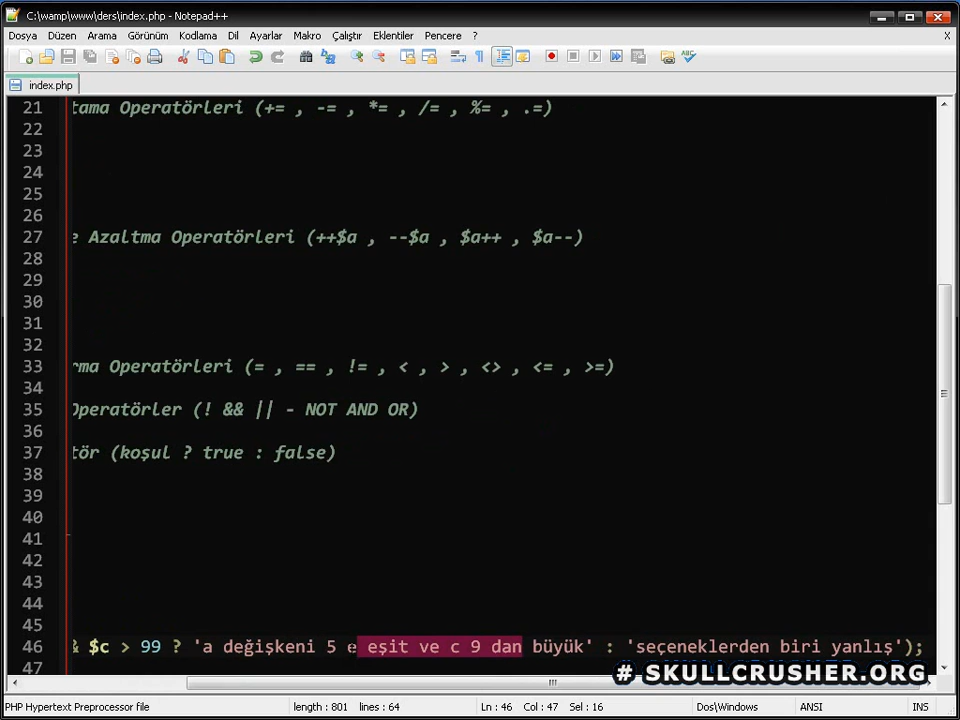 C:\wamp\www\ders\index.php - Notepad++
Dosya Düzen Arama Görünüm Kodlama Dil Ayarlar Makro Çalıştır Eklentiler Pencere ? X
index.php
21 tama Operatörleri (+= , -= , *= , /= , %= , .=)
22
23
24
25
26
27 e Azaltma Operatörleri (++$a , --$a , $a++ , $a--)
28
29
30
31
32
33 rma Operatörleri (= , == , != , < , > , <> , <= , >=)
34
35 Operatörler (! && || - NOT AND OR)
36
37 tör (koşul ? true : false)
38
39
40
41
42
43
44
45
46 & $c > 99 ? 'a değişkeni 5 e eşit ve c 9 dan büyük' : 'seçeneklerden biri yanlış');
47
# SKULLCRUSHER.ORG
PHP Hypertext Preprocessor file length : 801 lines : 64 Ln : 46 Col : 47 Sel : 16 Dos\Windows ANSI INS